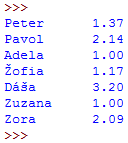 >>>
Peter 1.37
Pavol 2.14
Adela 1.00
Žofia 1.17
Dáša 3.20
Zuzana 1.00
Zora 2.09
>>>